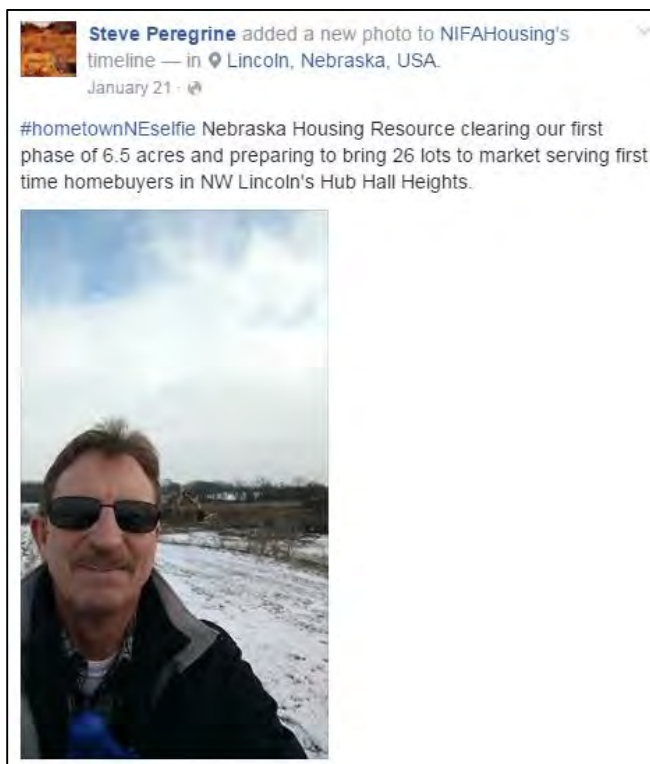 Steve Peregrine added a new photo to NIFAHousing's
timeline — in Lincoln, Nebraska, USA.
January 21 ·
#hometownNEselfie Nebraska Housing Resource clearing our first
phase of 6.5 acres and preparing to bring 26 lots to market serving first
time homebuyers in NW Lincoln's Hub Hall Heights.